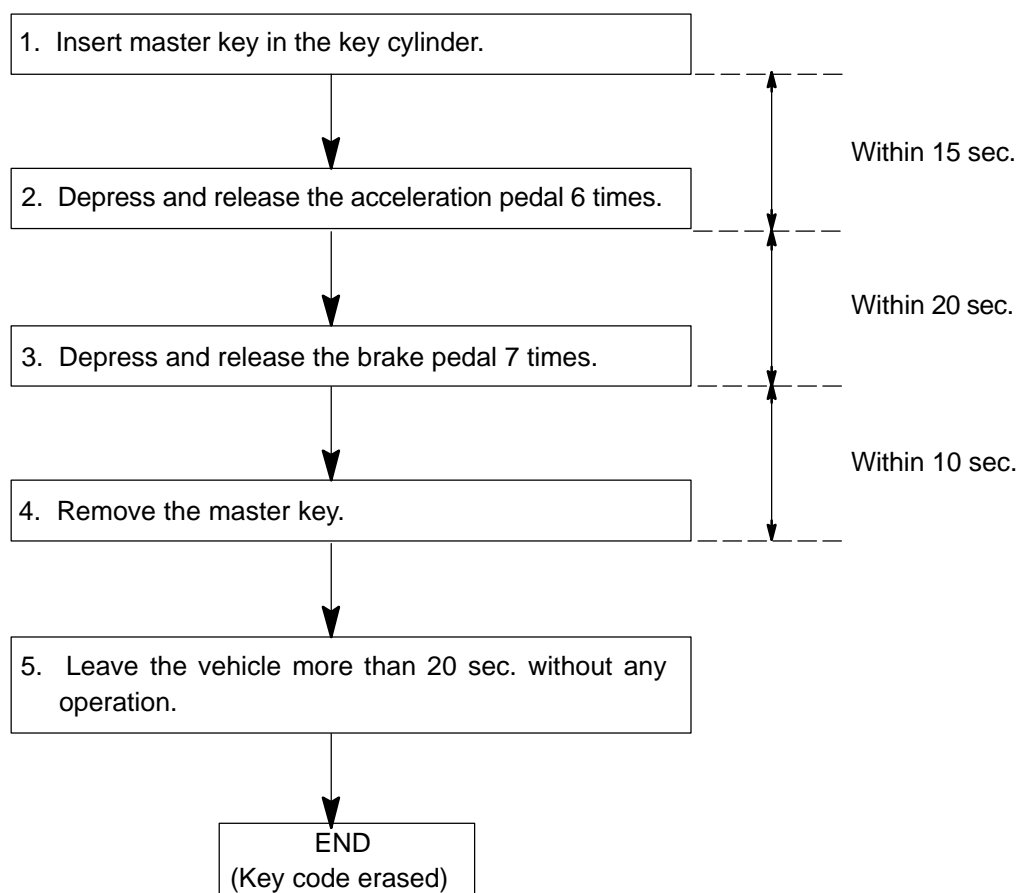 1. Insert master key in the key cylinder.
Within 15 sec.
2. Depress and release the acceleration pedal 6 times.
Within 20 sec.
3. Depress and release the brake pedal 7 times.
Within 10 sec.
4. Remove the master key.
5. Leave the vehicle more than 20 sec. without any
operation.
END
(Key code erased)